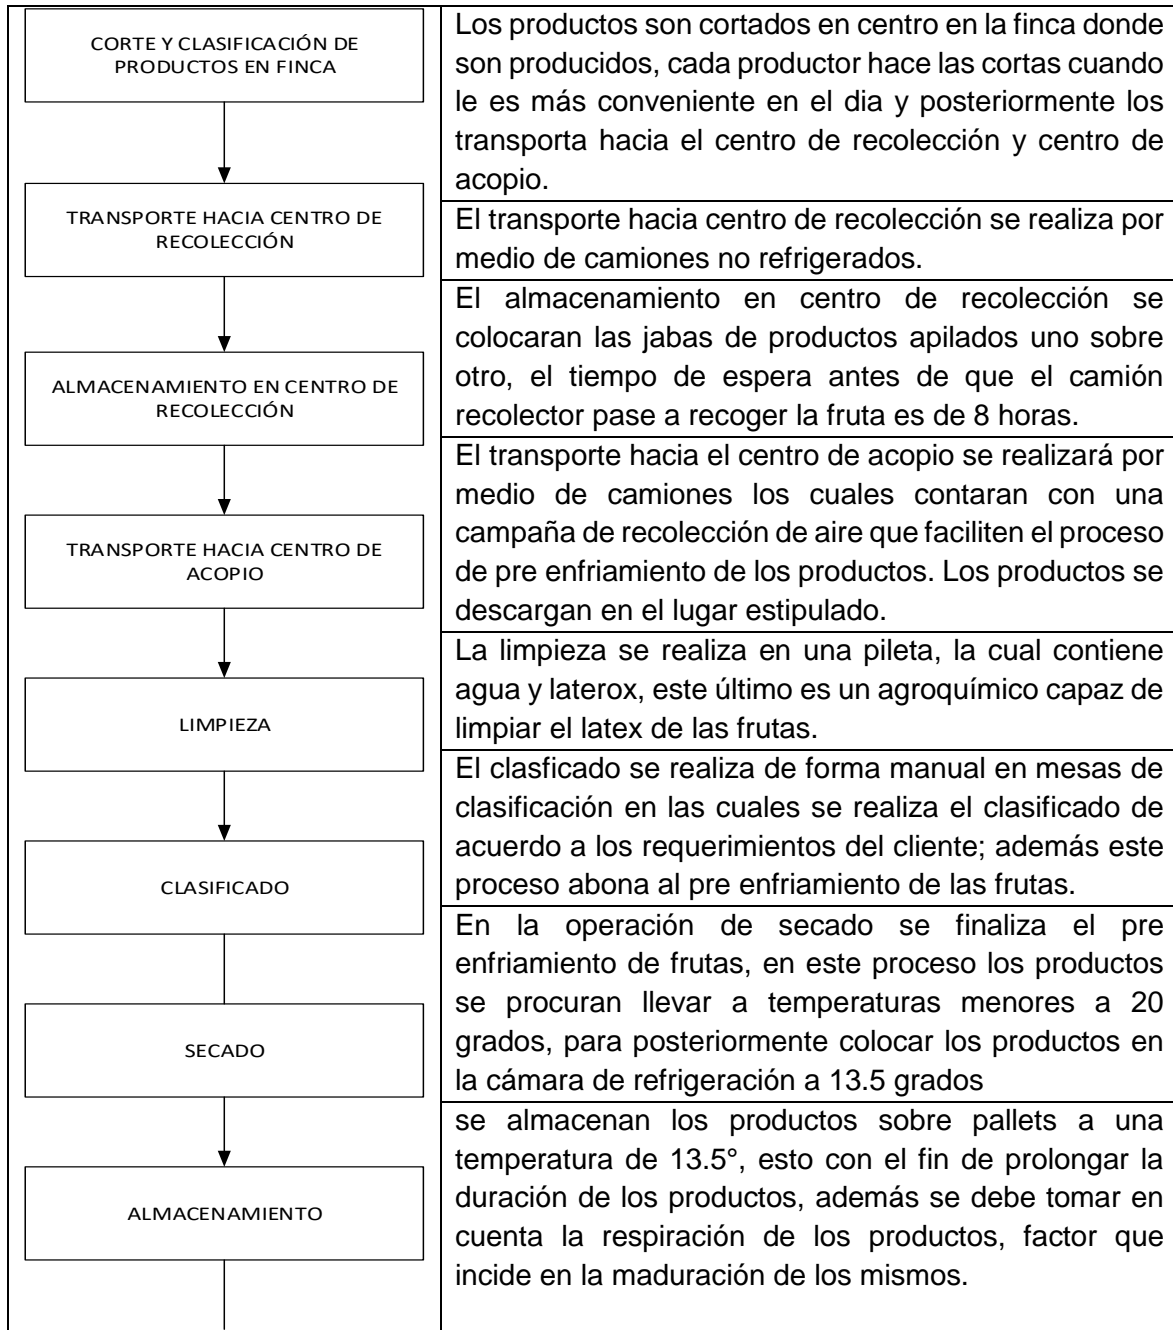 CORTE Y CLASIFICACIÓN DE
PRODUCTOS EN FINCA
Los productos son cortados en centro en la finca donde
son producidos, cada productor hace las cortas cuando
le es más conveniente en el dia y posteriormente los
transporta hacia el centro de recolección y centro de
acopio.
TRANSPORTE HACIA CENTRO DE
RECOLECCIÓN
El transporte hacia centro de recolección se realiza por
medio de camiones no refrigerados.
ALMACENAMIENTO EN CENTRO DE
RECOLECCIÓN
El almacenamiento en centro de recolección se
colocaran las jabas de productos apilados uno sobre
otro, el tiempo de espera antes de que el camión
recolector pase a recoger la fruta es de 8 horas.
TRANSPORTE HACIA CENTRO DE
ACOPIO
El transporte hacia el centro de acopio se realizará por
medio de camiones los cuales contaran con una
campaña de recolección de aire que faciliten el proceso
de pre enfriamiento de los productos. Los productos se
descargan en el lugar estipulado.
LIMPIEZA
La limpieza se realiza en una pileta, la cual contiene
agua y laterox, este último es un agroquímico capaz de
limpiar el latex de las frutas.
CLASIFICADO
El clasficado se realiza de forma manual en mesas de
clasificación en las cuales se realiza el clasificado de
acuerdo a los requerimientos del cliente; además este
proceso abona al pre enfriamiento de las frutas.
SECADO
En la operación de secado se finaliza el pre
enfriamiento de frutas, en este proceso los productos
se procuran llevar a temperaturas menores a 20
grados, para posteriormente colocar los productos en
la cámara de refrigeración a 13.5 grados
ALMACENAMIENTO
se almacenan los productos sobre pallets a una
temperatura de 13.5°, esto con el fin de prolongar la
duración de los productos, además se debe tomar en
cuenta la respiración de los productos, factor que
incide en la maduración de los mismos.